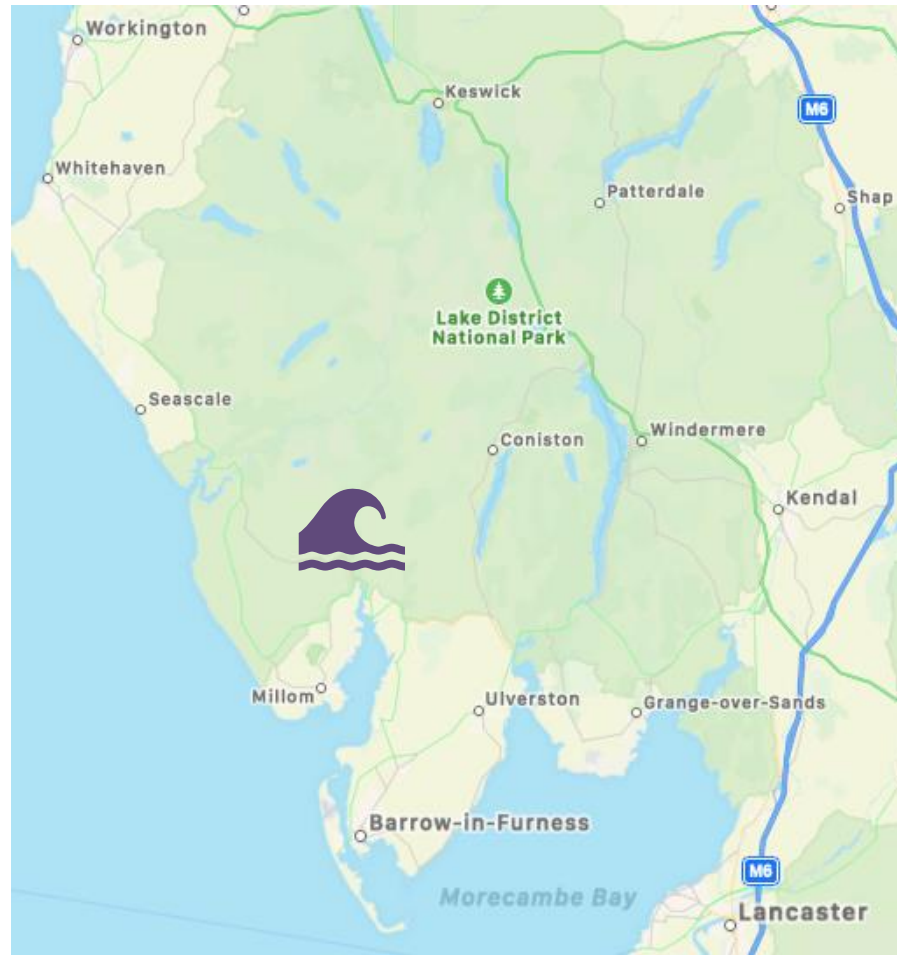 Workington
Keswick
M6
Whitehaven
Patterdale
Shap
Lake District
National Park
Seascale
Coniston
Windermere
Kendal
Millom
Ulverston
Grange-over-Sands
Barrow-in-Furness
M6
Morecambe Bay
Lancaster